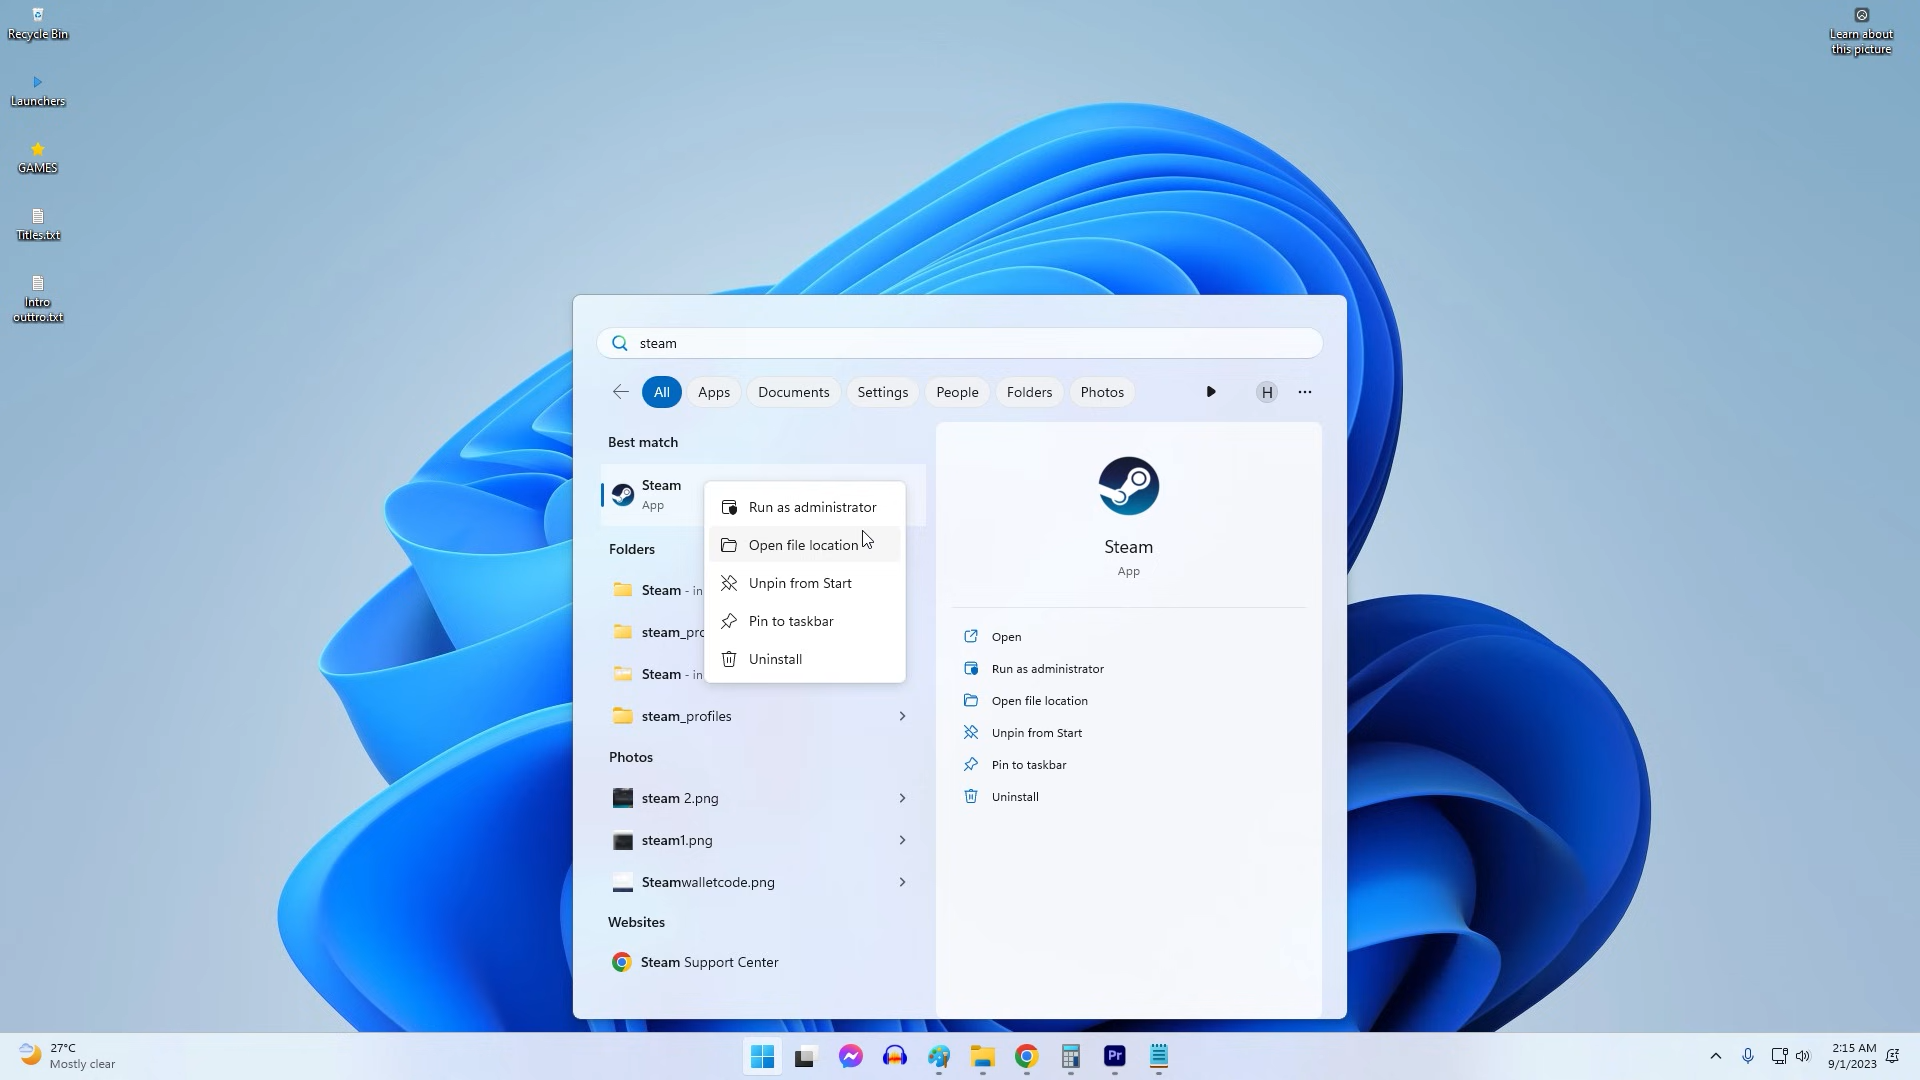 Recycle Bin
Launchers
GAMES
Titles.txt
Intro
outtro.txt
Learn about
this picture
steam
All
Apps
Documents
Settings
People
Folders
Photos
H
Best match
Steam
App
Run as administrator
Open file location
Unpin from Start
Pin to taskbar
Uninstall
Folders
Steam - in
steam_pro
Steam - in
steam_profiles
Photos
steam 2.png
steam1.png
Steamwalletcode.png
Websites
Steam Support Center
Steam
App
Open
Run as administrator
Open file location
Unpin from Start
Pin to taskbar
Uninstall
27°C
Mostly clear
Pr
2:15 AM
9/1/2023